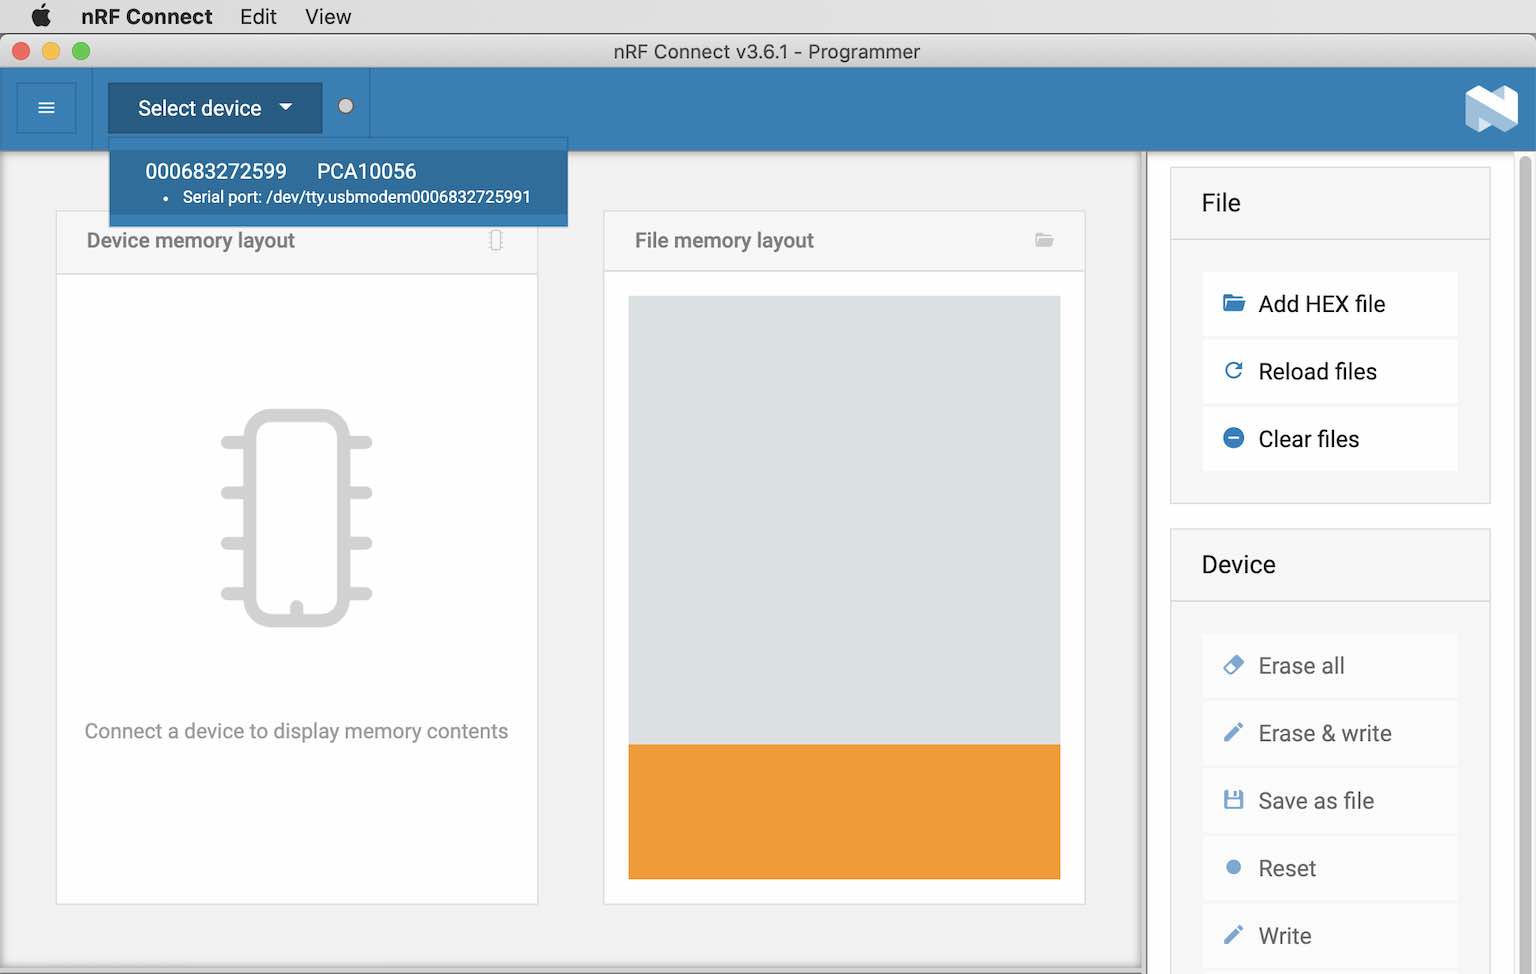 nRF Connect Edit View
nRF Connect v3.6.1 - Programmer
Select device
000683272599 PCA10056
• Serial port: /dev/tty.usbmodem0006832725991
Device memory layout
Connect a device to display memory contents
File memory layout
File
Add HEX file
Reload files
Clear files
Device
Erase all
Erase & write
Save as file
Reset
Write